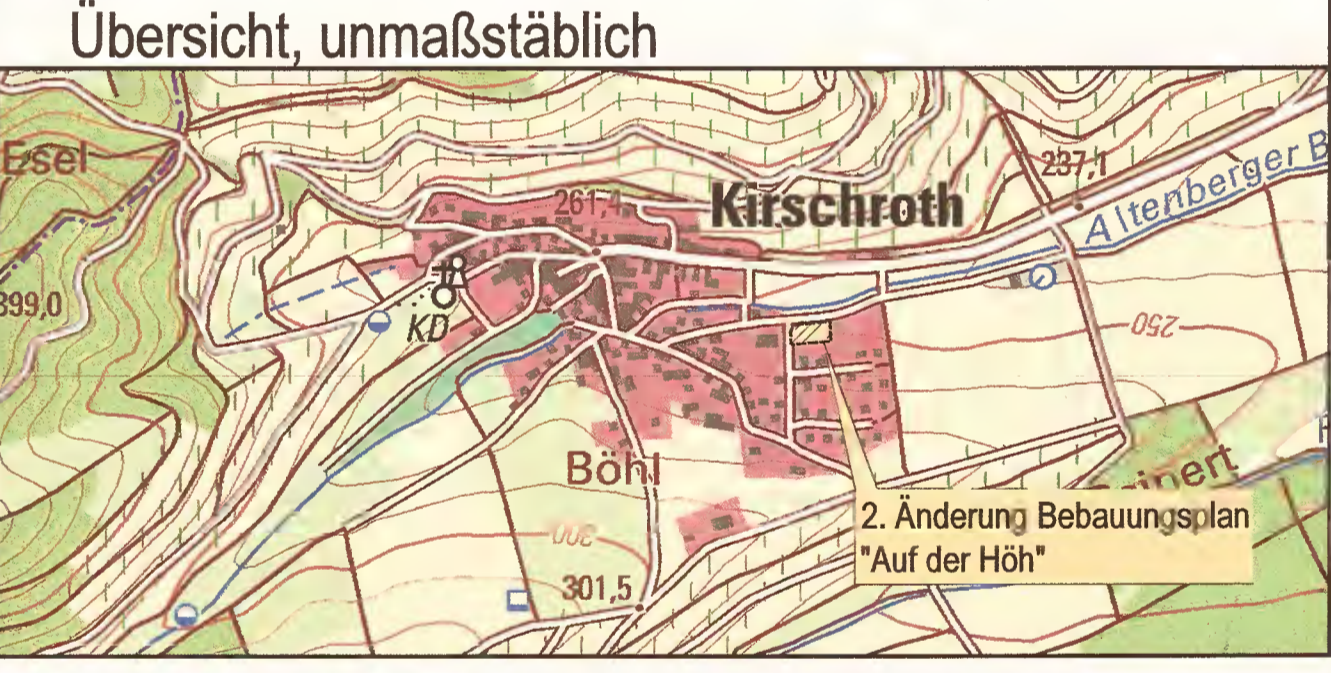 Übersicht, unmaßstäblich
Esel
261,4
Kirschroth
237,1
Altenberger B
399,0
KD
250
Böhl
300
301,5
2. Änderung Bebauungsplan
"Auf der Höh"